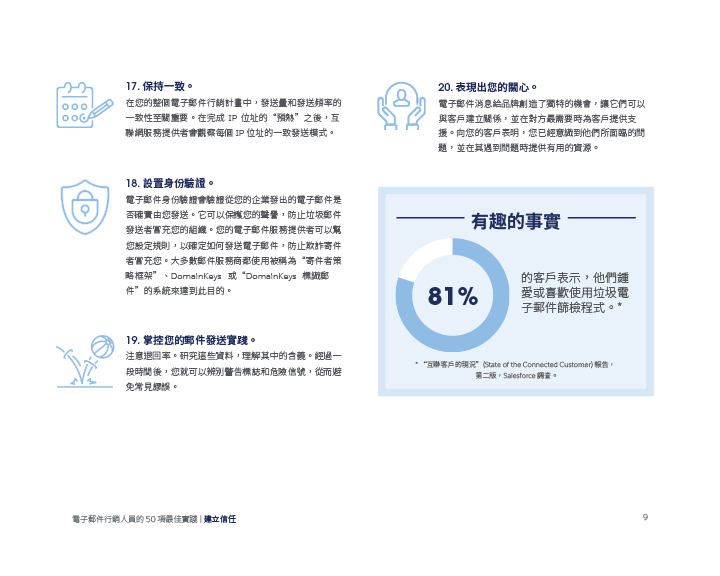 17. 保持一致。
在您的整個電子郵件行銷計畫中，發送量和發送頻率的
一致性至關重要。在完成 IP 位址的“預熱”之後，互
聯網服務提供者會觀察每個 IP 位址的一致發送模式。
18. 設置身份驗證。
電子郵件身份驗證會驗證從您的企業發出的電子郵件是
否確實由您發送。它可以保護您的聲譽，防止垃圾郵件
發送者冒充您的組織。您的電子郵件服務提供者可以幫
您設定規則，以確定如何發送電子郵件，防止欺詐寄件
者冒充您。大多數郵件服務商都使用被稱為“寄件者策
略框架”、DomainKeys 或“DomainKeys 標識郵
件”的系統來達到此目的。
19. 掌控您的郵件發送實踐。
注意退回率。研究這些資料，理解其中的含義。經過一
段時間後，您就可以辨別警告標誌和危險信號，從而避
免常見謬誤。
20. 表現出您的關心。
電子郵件消息給品牌創造了獨特的機會，讓它們可以
與客戶建立關係，並在對方最需要時為客戶提供支
援。向您的客戶表明，您已經意識到他們所面臨的問
題，並在其遇到問題時提供有用的資源。
有趣的事實
81%
的客戶表示，他們鍾
愛或喜歡使用垃圾電
子郵件篩檢程式。*
* “互聯客戶的現況”(State of the Connected Customer) 報告，
第二版，Salesforce 調查。
電子郵件行銷人員的 50 項最佳實踐 | 建立信任
9